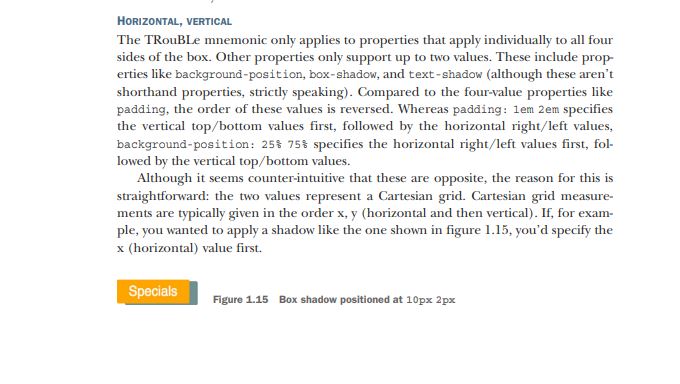 HORIZONTAL, VERTICAL
The TRouBLe mnemonic only applies to properties that apply individually to all four
sides of the box. Other properties only support up to two values. These include prop-
erties like background-position, box-shadow, and text-shadow (although these aren't
shorthand properties, strictly speaking). Compared to the four-value properties like
padding, the order of these values is reversed. Whereas padding: 1em 2em specifies
the vertical top/bottom values first, followed by the horizontal right/left values,
background-position: 25% 75% specifies the horizontal right/left values first, fol-
lowed by the vertical top/bottom values.
Although it seems counter-intuitive that these are opposite, the reason for this is
straightforward: the two values represent a Cartesian grid. Cartesian grid measure-
ments are typically given in the order x, y (horizontal and then vertical). If, for exam-
ple, you wanted to apply a shadow like the one shown in figure 1.15, you'd specify the
x (horizontal) value first.
Specials
Figure 1.15 Box shadow positioned at 10px 2px